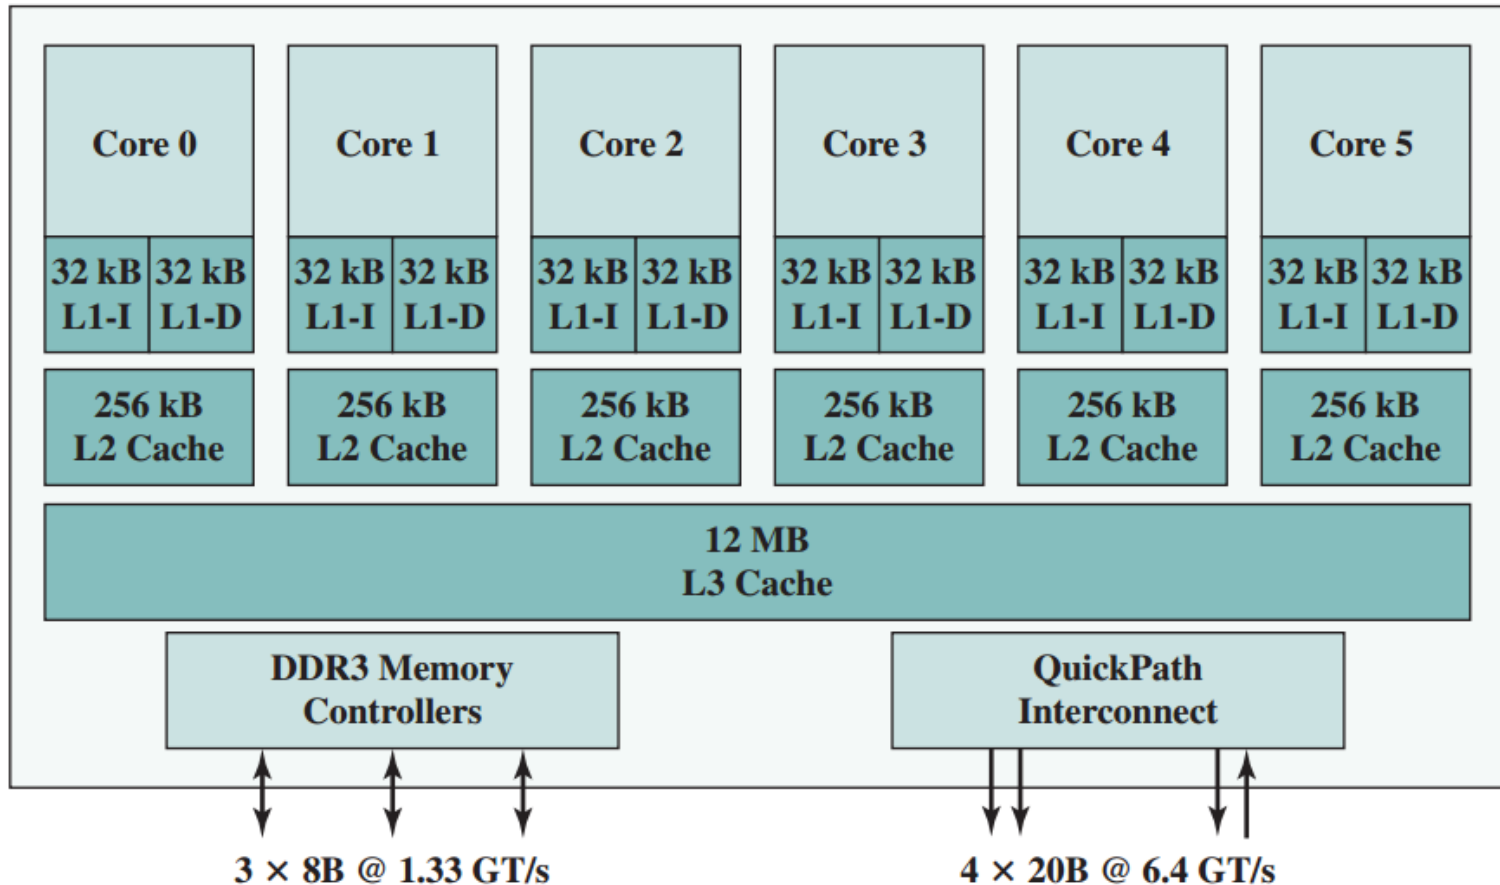 Core 0
Core 1
Core 2
Core 3
Core 4
Core 5
32 kB
L1-I
32 kB
L1-D
32 kB
L1-I
32 kB
L1-D
32 kB
L1-I
32 kB
L1-D
32 kB
L1-I
32 kB
L1-D
32 kB
L1-I
32 kB
L1-D
32 kB
L1-I
32 kB
L1-D
256 kB
L2 Cache
256 kB
L2 Cache
256 kB
L2 Cache
256 kB
L2 Cache
256 kB
L2 Cache
256 kB
L2 Cache
12 MB
L3 Cache
DDR3 Memory
Controllers
QuickPath
Interconnect
3 × 8B @ 1.33 GT/s
4 × 20B @ 6.4 GT/s